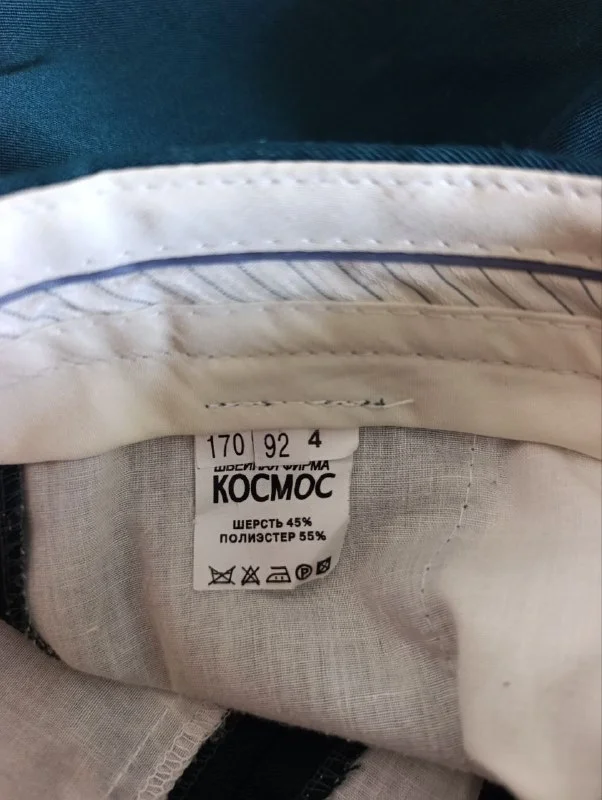 170 92 4
ШВЕЙНАЯ ФИРМА
КОСМОС
ШЕРСТЬ 45%
ПОЛИЭСТЕР 55%
P